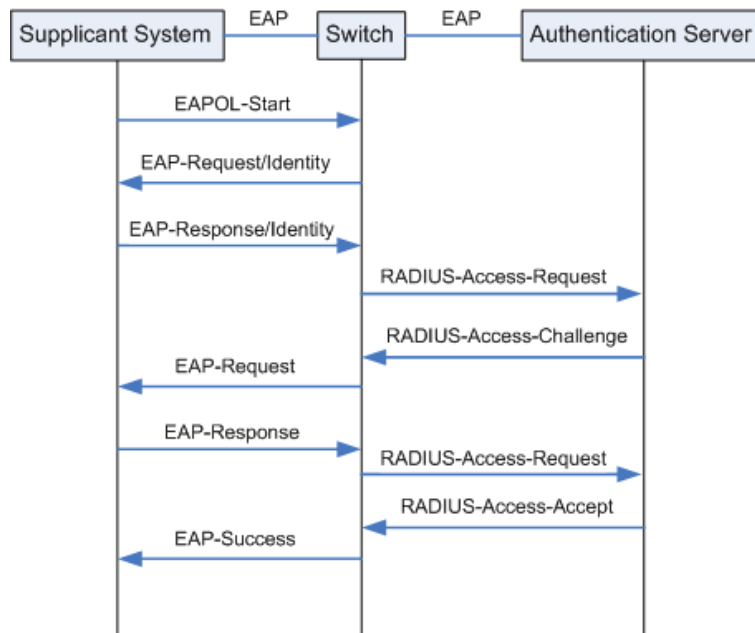 Supplicant System
EAP
Switch
EAP
Authentication Server
EAPOL-Start
EAP-Request/Identity
EAP-Response/Identity
RADIUS-Access-Request
RADIUS-Access-Challenge
EAP-Request
EAP-Response
RADIUS-Access-Request
RADIUS-Access-Accept
EAP-Success